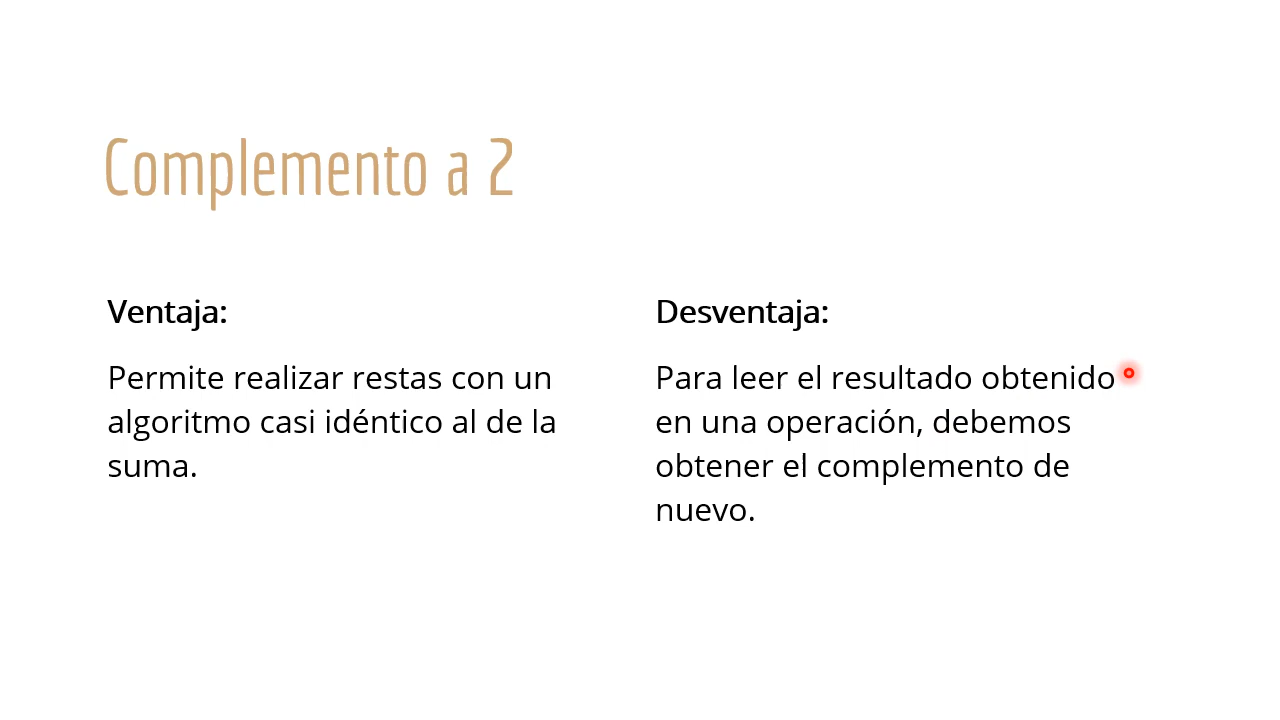 Complemento a 2
Ventaja:
Permite realizar restas con un
algoritmo casi idéntico al de la
suma.
Desventaja:
Para leer el resultado obtenido
en una operación, debemos
obtener el complemento de
nuevo.